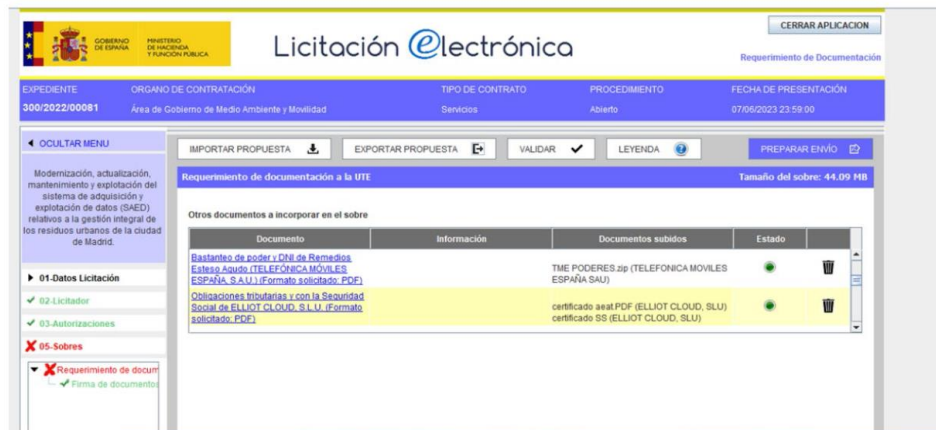 GOBIERNO
DE ESPAÑA
MINISTERIO
DE HACIENDA
Y FUNCIÓN PÚBLICA
Licitación @lectrónica
CERRAR APLICACION
Requerimiento de Documentación
EXPEDIENTE
ORGANO DE CONTRATACIÓN
TIPO DE CONTRATO
PROCEDIMIENTO
FECHA DE PRESENTACIÓN
300/2022/00081
Área de Gobierno de Medio Ambiente y Movilidad
Servicios
Abierto
07/06/2023 23:59:00
OCULTAR MENU
Modernización, actualización,
mantenimiento y explotación del
sistema de adquisición y
explotación de datos (SAED)
relativos a la gestión integral de
los residuos urbanos de la ciudad
de Madrid.
01-Datos Licitación
02-Licitador
03-Autorizaciones
05-Sobres
Requerimiento de docum
Firma de documentos
IMPORTAR PROPUESTA
EXPORTAR PROPUESTA
VALIDAR
LEYENDA
PREPARAR ENVÍO
Requerimiento de documentación a la UTE
Tamaño del sobre: 44.09 MB
Otros documentos a incorporar en el sobre
Documento
Información
Documentos subidos
Estado
Bastanteo de poder y DNI de Remedios
Esteso Agudo (TELEFÓNICA MÓVILES
ESPAÑA, S.A.U.) (Formato solicitado: PDF)
TME PODERES.zip (TELEFONICA MOVILES
ESPAÑA SAU)
Obligaciones tributarias y con la Seguridad
Social de ELLIOT CLOUD, S.L.U. (Formato
solicitado: PDF)
certificado aeat.PDF (ELLIOT CLOUD, SLU)
certificado SS (ELLIOT CLOUD, SLU)